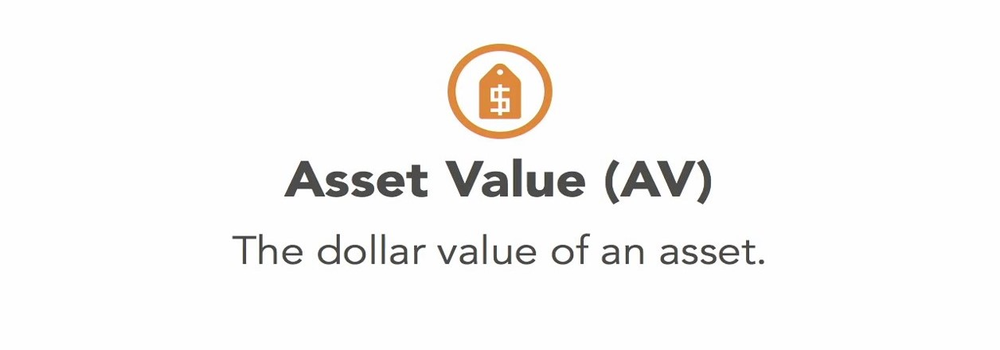 $
Asset Value (AV)
The dollar value of an asset.